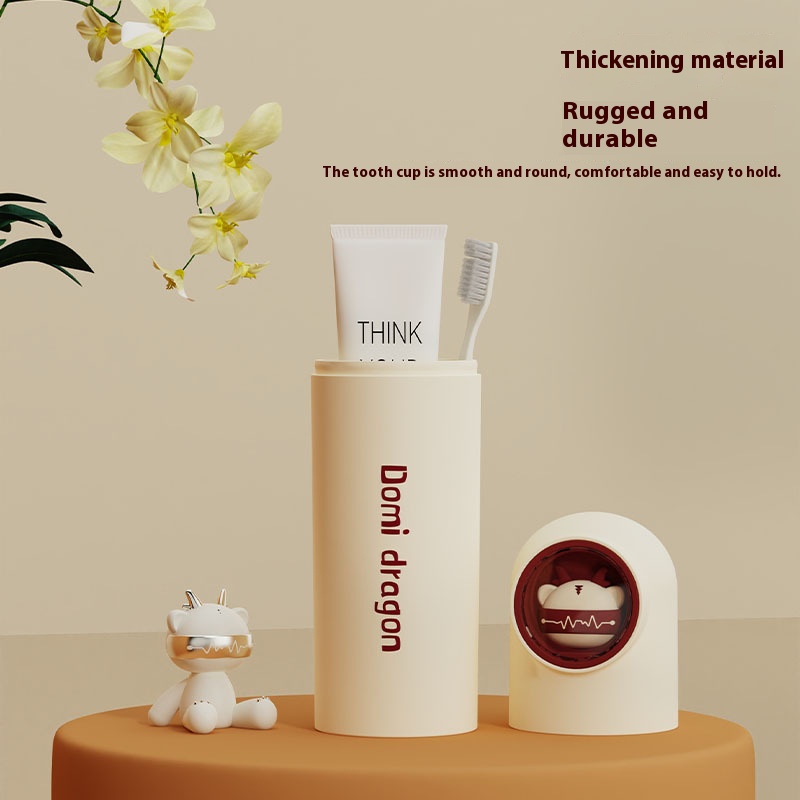 Thickening material
Rugged and
durable
The tooth cup is smooth and round, comfortable and easy to hold.
THINK
Domi dragon